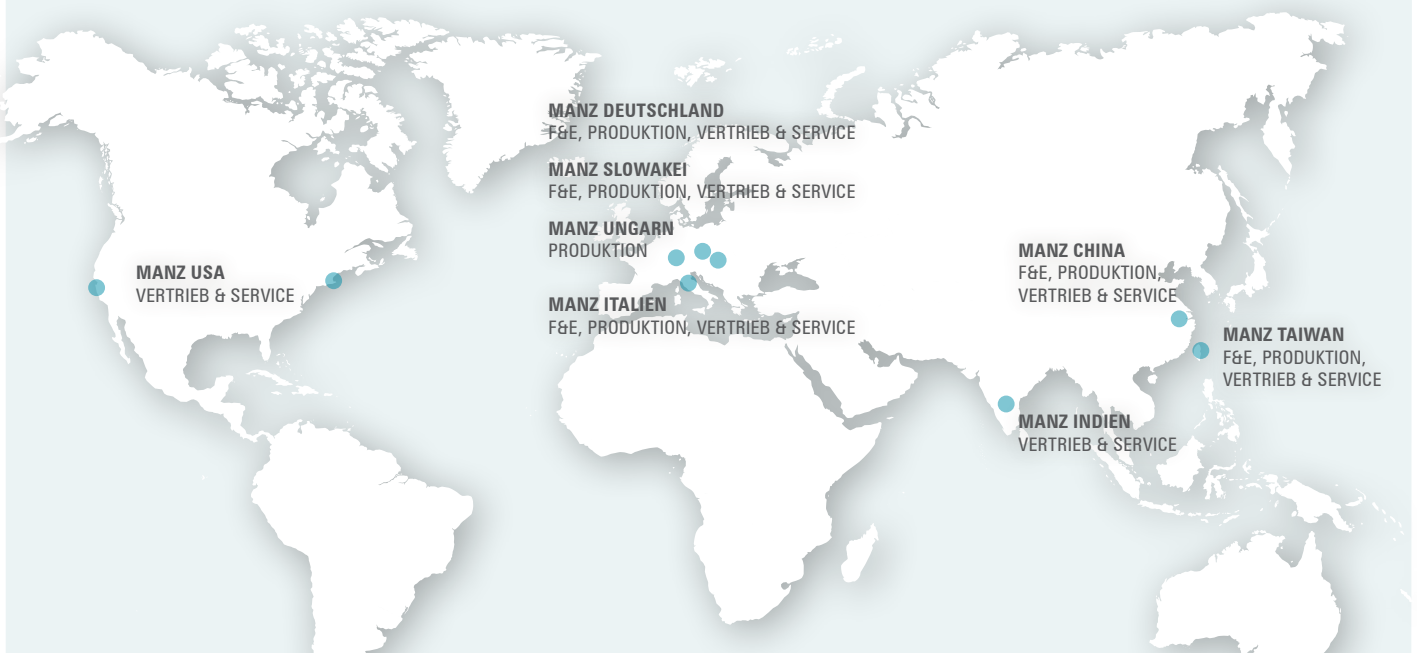 MANZ DEUTSCHLAND
F&E, PRODUKTION, VERTRIEB & SERVICE
MANZ SLOWAKEI
F&E, PRODUKTION, VERTRIEB & SERVICE
MANZ UNGARN
PRODUKTION
MANZ ITALIEN
F&E, PRODUKTION, VERTRIEB & SERVICE
MANZ USA
VERTRIEB & SERVICE
MANZ CHINA
F&E, PRODUKTION,
VERTRIEB & SERVICE
MANZ TAIWAN
F&E, PRODUKTION,
VERTRIEB & SERVICE
MANZ INDIEN
VERTRIEB & SERVICE